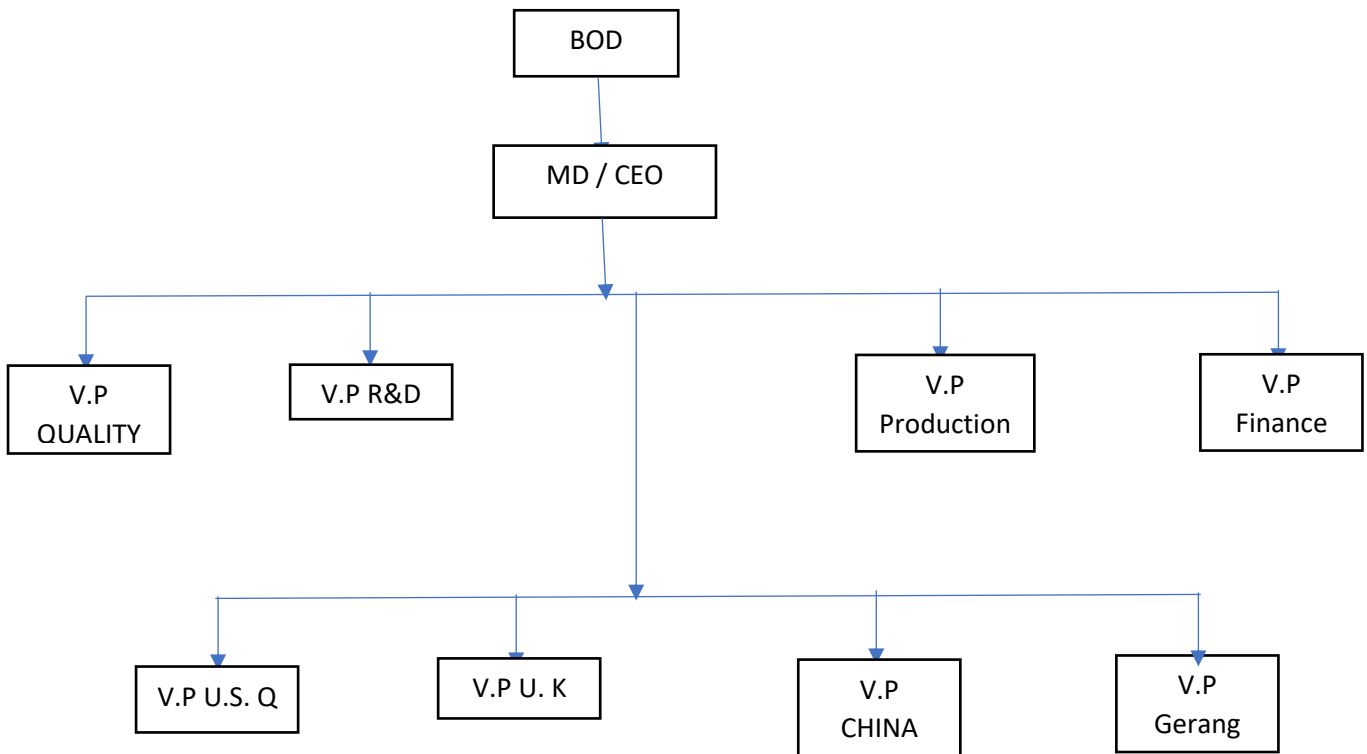 BOD
MD / CEO
V.P
QUALITY
V.P R&D
V.P
Production
V.P
Finance
V.P U.S. Q
V.P U. K
V.P
CHINA
V.P
Gerang